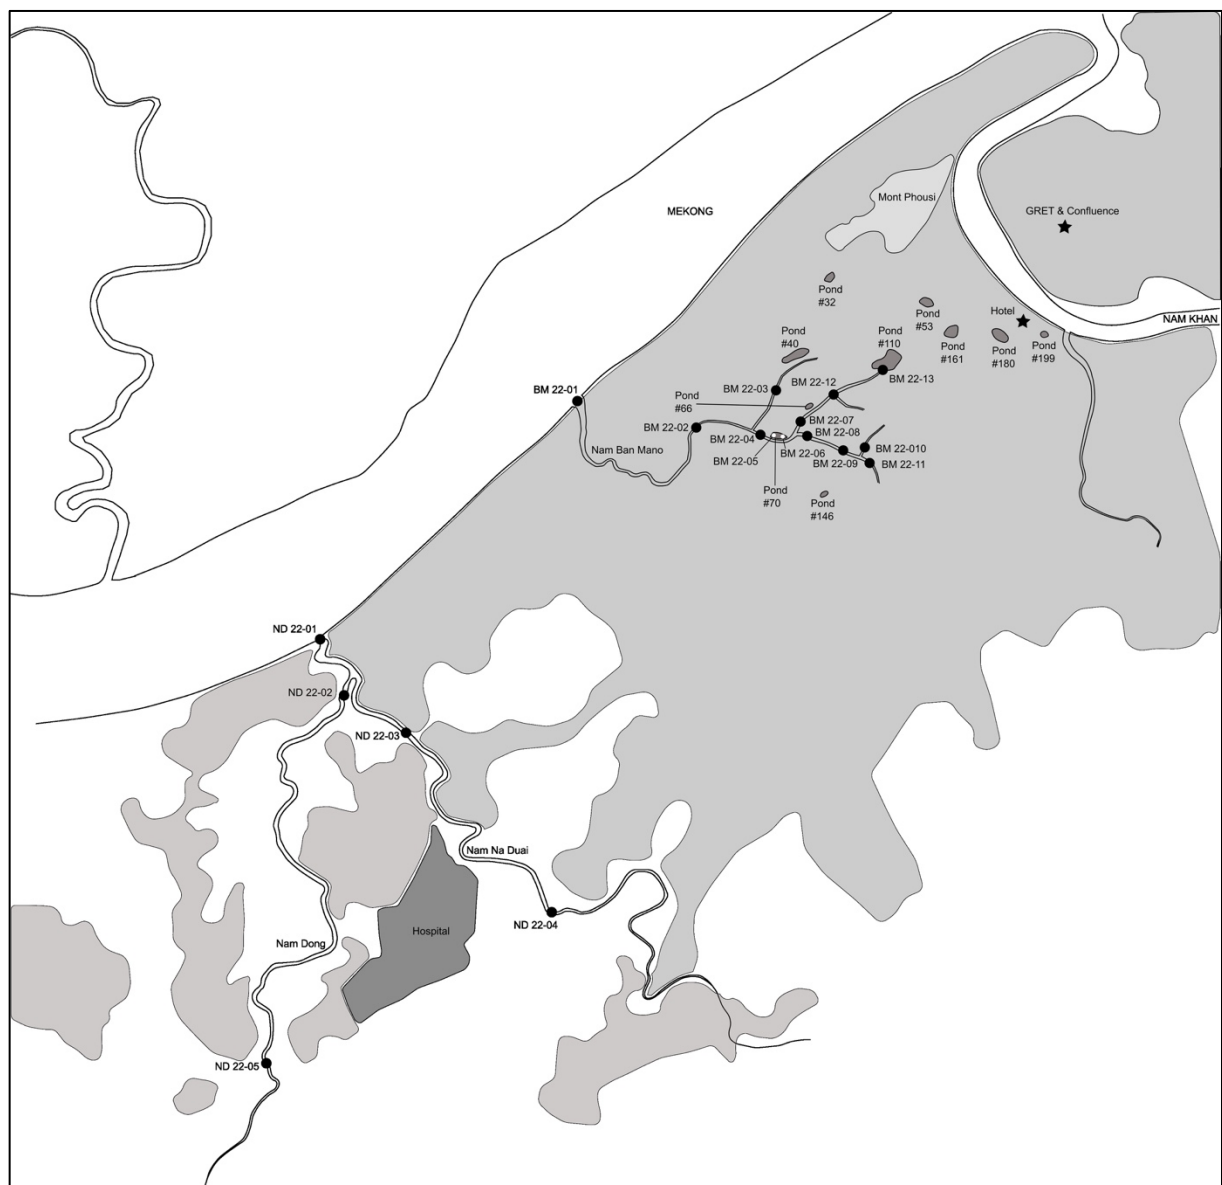 Mont Phousi
MEKONG
GRET & Confluence
Pond
#32
Pond
#53
Hotel
NAM KHAN
Pond
#40
Pond
#110
Pond
#161
Pond
#180
Pond
#199
BM 22-13
BM 22-01
BM 22-03
BM 22-12
Pond
#66
BM 22-07
BM 22-02
BM 22-04
BM 22-08
Nam Ban Mano
BM 22-05
BM 22-06
BM 22-010
BM 22-09
BM 22-11
Pond
#70
Pond
#146
ND 22-01
ND 22-02
ND 22-03
Nam Na Duai
ND 22-04
Hospital
Nam Dong
ND 22-05